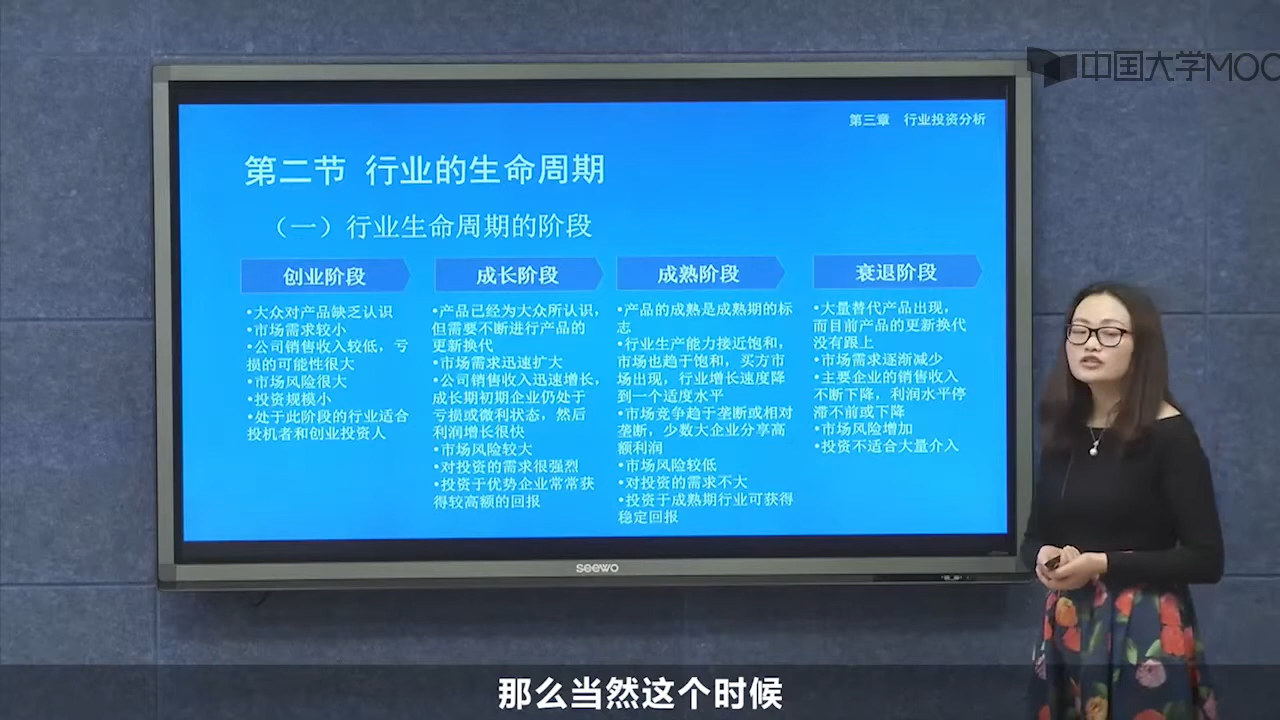 中国大学MOO
第三章 行业投资分析
第二节 行业的生命周期
（一）行业生命周期的阶段
创业阶段
•大众对产品缺乏认识
•市场需求较小
•公司销售收入较低，亏
损的可能性很大
•市场风险很大
•投资规模小
•处于此阶段的行业适合
投机者和创业投资人
成长阶段
•产品已经为大众所认识，
但需要不断进行产品的
更新换代
•市场需求迅速扩大
•公司销售收入迅速增长，
成长期初期企业仍处于
亏损或微利状态，然后
利润增长很快
•市场风险较大
•对投资的需求很强烈
•投资于优势企业常常获
得较高额的回报
成熟阶段
•产品的成熟是成熟期的标
志
•行业生产能力接近饱和，
市场也趋于饱和，买方市
场出现，行业增长速度降
到一个适度水平
•市场竞争趋于垄断或相对
垄断，少数大企业分享高
额利润
•市场风险较低
•对投资的需求不大
•投资于成熟期行业可获得
稳定回报
衰退阶段
•大量替代产品出现，
而目前产品的更新换代
没有跟上
•市场需求逐渐减少
•主要企业的销售收入
不断下降，利润水平停
滞不前或下降
•市场风险增加
•投资不适合大量介入
seewo
那么当然这个时候